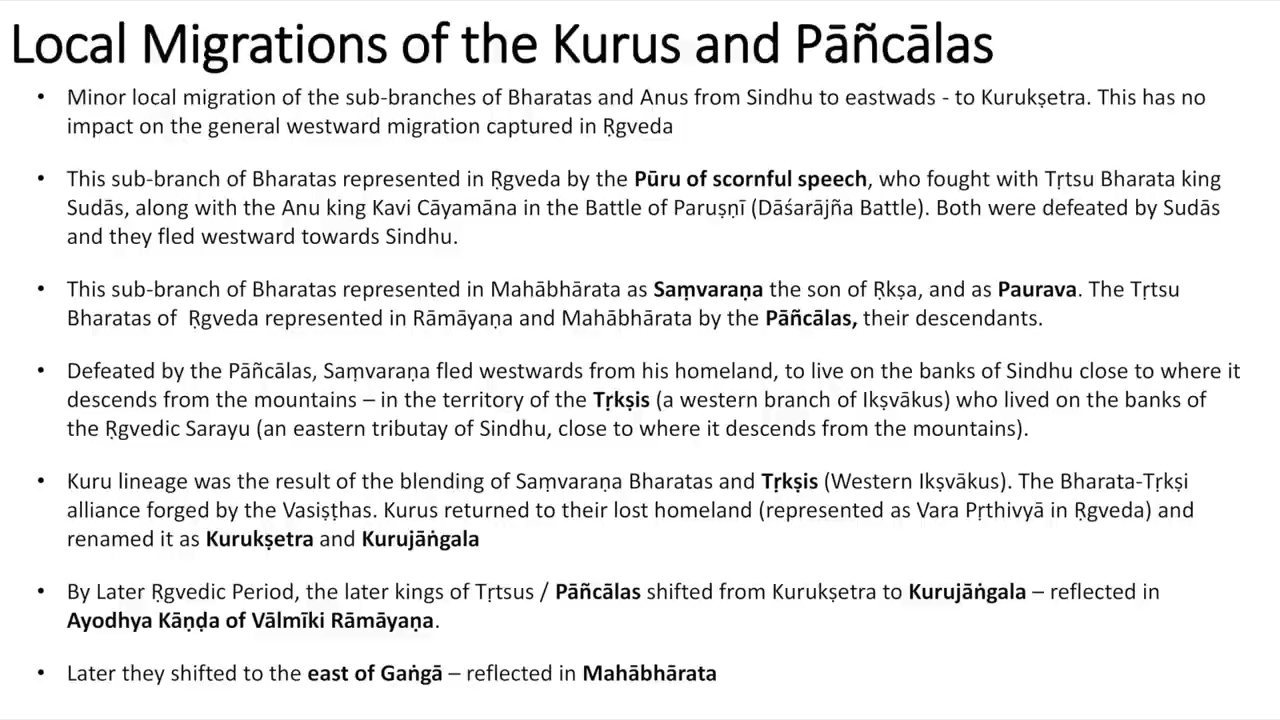 Local Migrations of the Kurus and Pāñcālas
• Minor local migration of the sub-branches of Bharatas and Anus from Sindhu to eastwads - to Kurukṣetra. This has no
impact on the general westward migration captured in Ṛgveda
• This sub-branch of Bharatas represented in Ṛgveda by the Pūru of scornful speech, who fought with Tṛtsu Bharata king
Sudās, along with the Anu king Kavi Cāyamāna in the Battle of Paruṣṇī (Dāśarājña Battle). Both were defeated by Sudās
and they fled westward towards Sindhu.
• This sub-branch of Bharatas represented in Mahābhārata as Saṃvaraṇa the son of Ṛkṣa, and as Paurava. The Tṛtsu
Bharatas of Ṛgveda represented in Rāmāyaṇa and Mahābhārata by the Pāñcālas, their descendants.
• Defeated by the Pāñcālas, Saṃvaraṇa fled westwards from his homeland, to live on the banks of Sindhu close to where it
descends from the mountains – in the territory of the Tṛkṣis (a western branch of Ikṣvākus) who lived on the banks of
the Ṛgvedic Sarayu (an eastern tributay of Sindhu, close to where it descends from the mountains).
• Kuru lineage was the result of the blending of Saṃvaraṇa Bharatas and Tṛkṣis (Western Ikṣvākus). The Bharata-Tṛkṣi
alliance forged by the Vasiṣṭhas. Kurus returned to their lost homeland (represented as Vara Pṛthivyā in Ṛgveda) and
renamed it as Kurukṣetra and Kurujāṅgala
• By Later Ṛgvedic Period, the later kings of Tṛtsus / Pāñcālas shifted from Kurukṣetra to Kurujāṅgala – reflected in
Ayodhya Kāṇḍa of Vālmīki Rāmāyaṇa.
• Later they shifted to the east of Gaṅgā – reflected in Mahābhārata